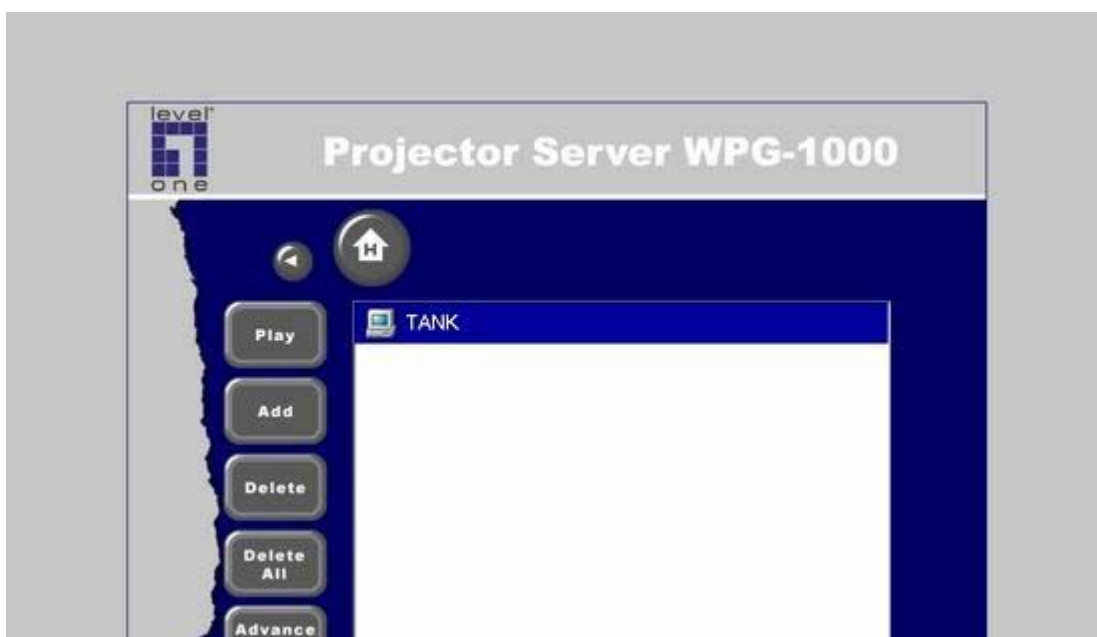 level
one
Projector Server WPG-1000
H
Play
TANK
Add
Delete
Delete
All
Advance